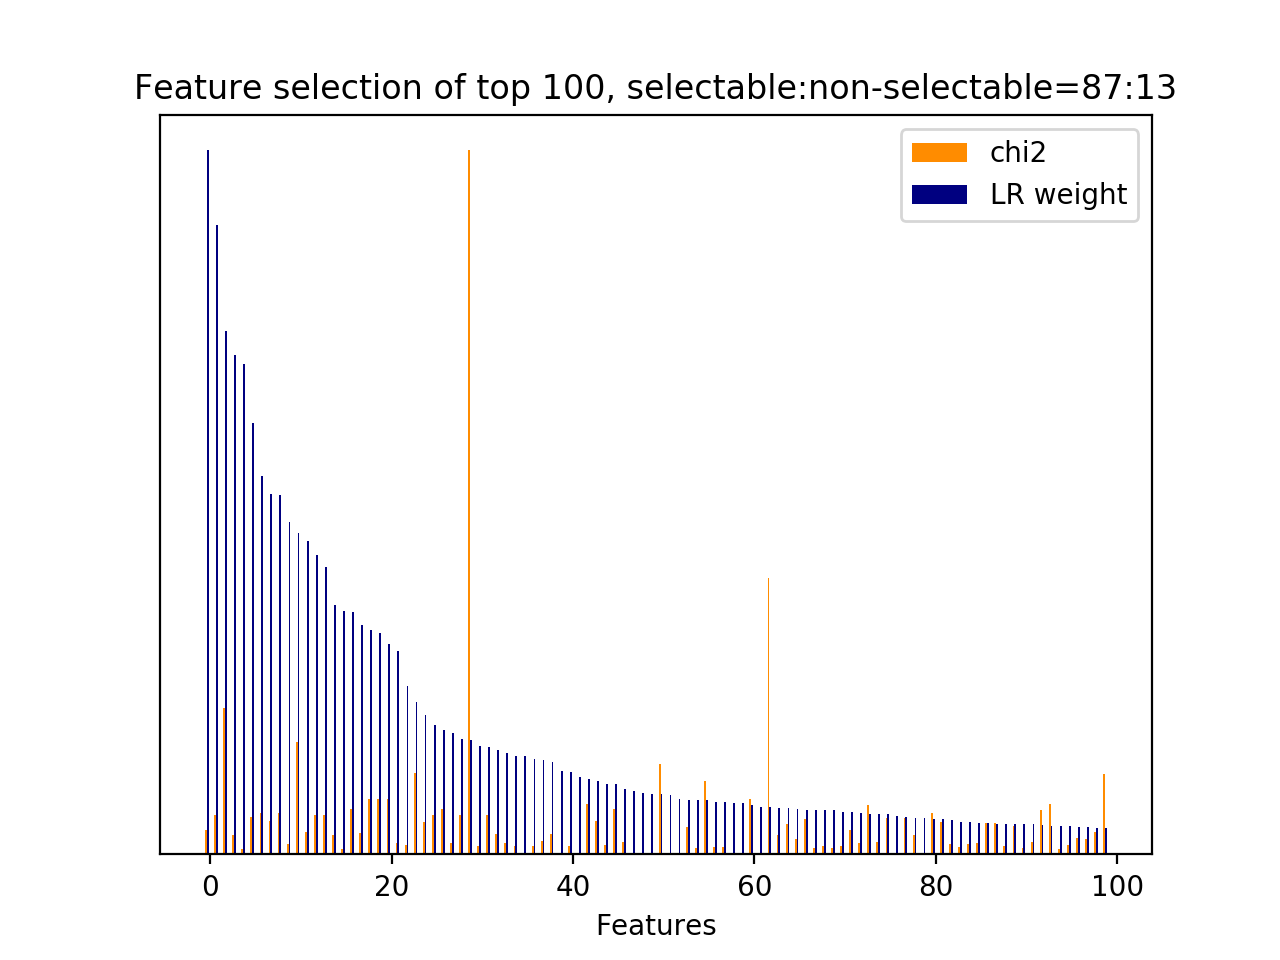 Feature selection of top 100, selectable:non-selectable=87:13
chi2
LR weight
0 20 40 60 80 100
Features